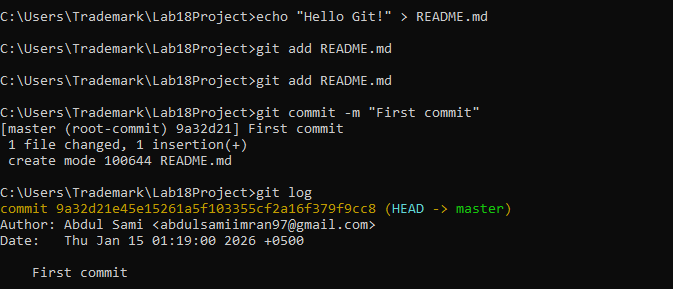 C:\Users\Trademark\Lab18Project>echo "Hello Git!" > README.md
C:\Users\Trademark\Lab18Project>git add README.md
C:\Users\Trademark\Lab18Project>git add README.md
C:\Users\Trademark\Lab18Project>git commit -m "First commit"
[master (root-commit) 9a32d21] First commit
 1 file changed, 1 insertion(+)
 create mode 100644 README.md
C:\Users\Trademark\Lab18Project>git log
commit 9a32d21e45e15261a5f103355cf2a16f379f9cc8 (HEAD -> master)
Author: Abdul Sami <abdulsamiimran97@gmail.com>
Date:   Thu Jan 15 01:19:00 2026 +0500
    First commit